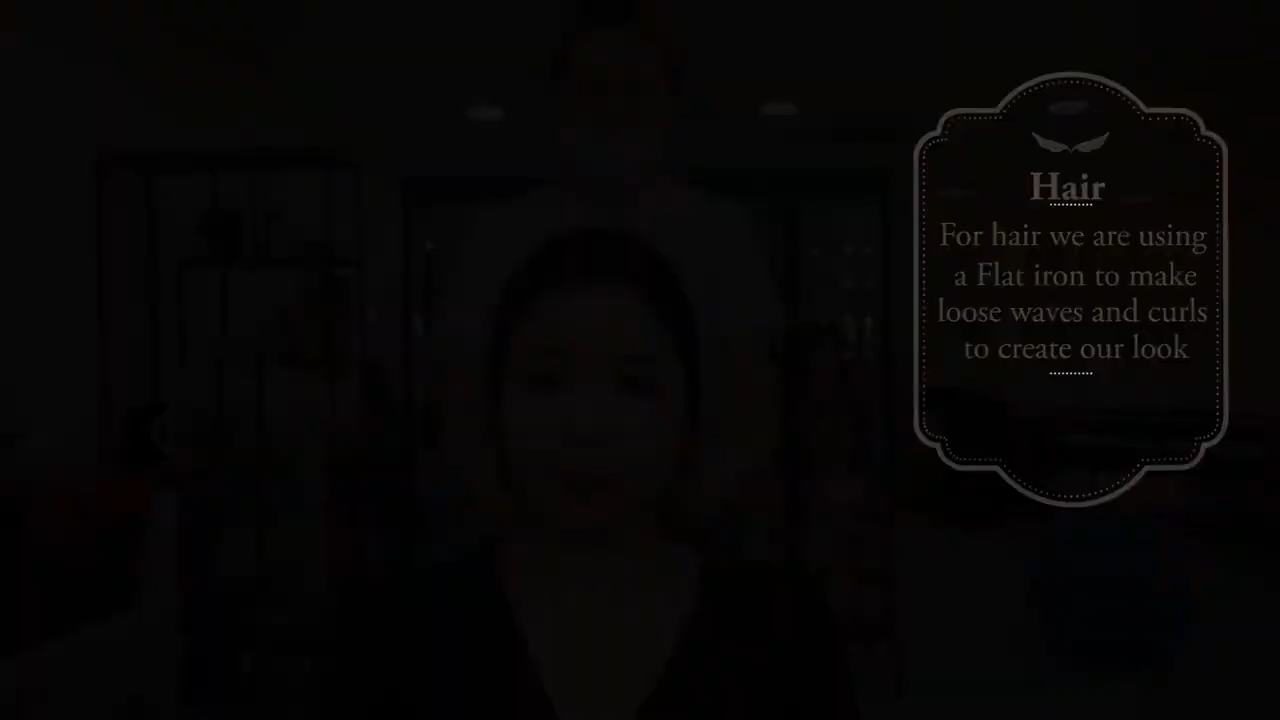 Hair
For hair we are using
a Flat iron to make
loose waves and curls
to create our look